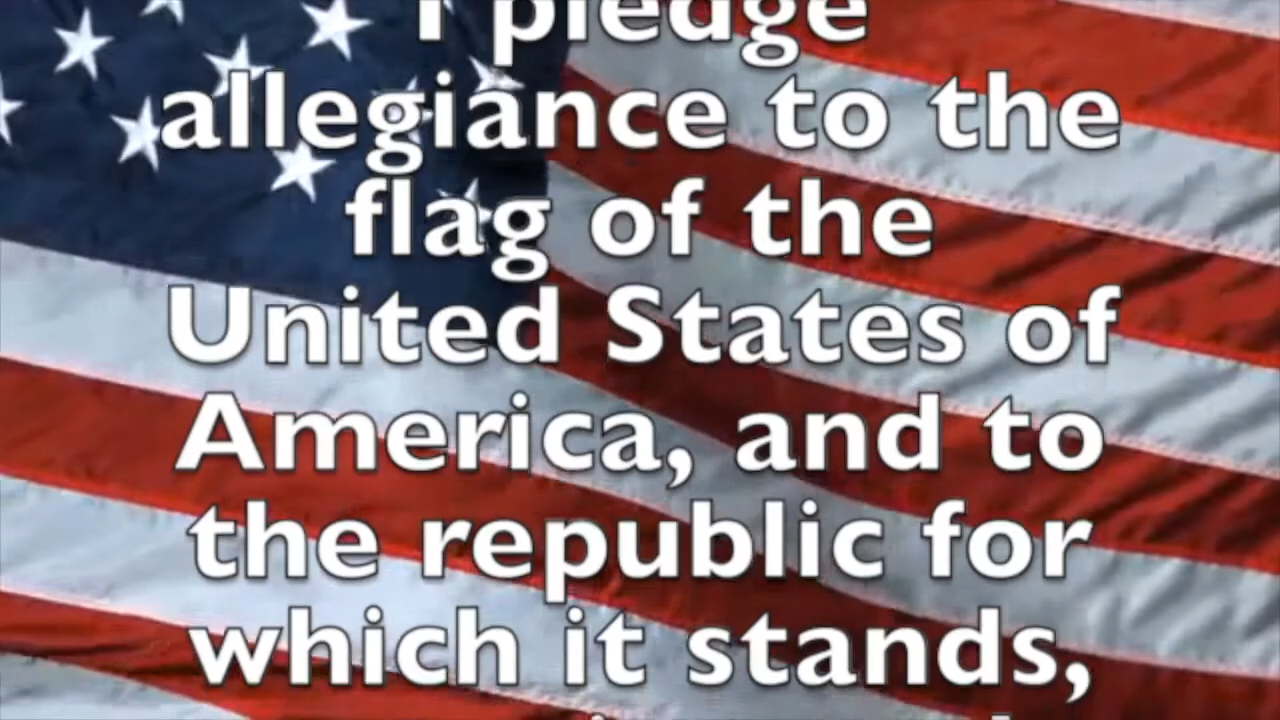 I pledge
allegiance to the
flag of the
United States of
America, and to
the republic for
which it stands,